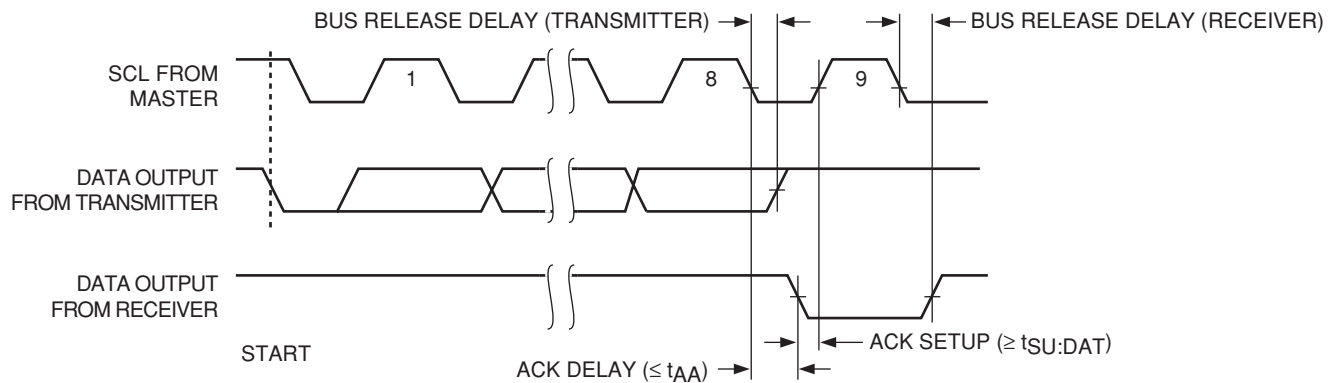 BUS RELEASE DELAY (TRANSMITTER)
BUS RELEASE DELAY (RECEIVER)
SCL FROM
MASTER
1
8
9
DATA OUTPUT
FROM TRANSMITTER
DATA OUTPUT
FROM RECEIVER
START
ACK SETUP (≥ tSU:DAT)
ACK DELAY (≤ tAA)